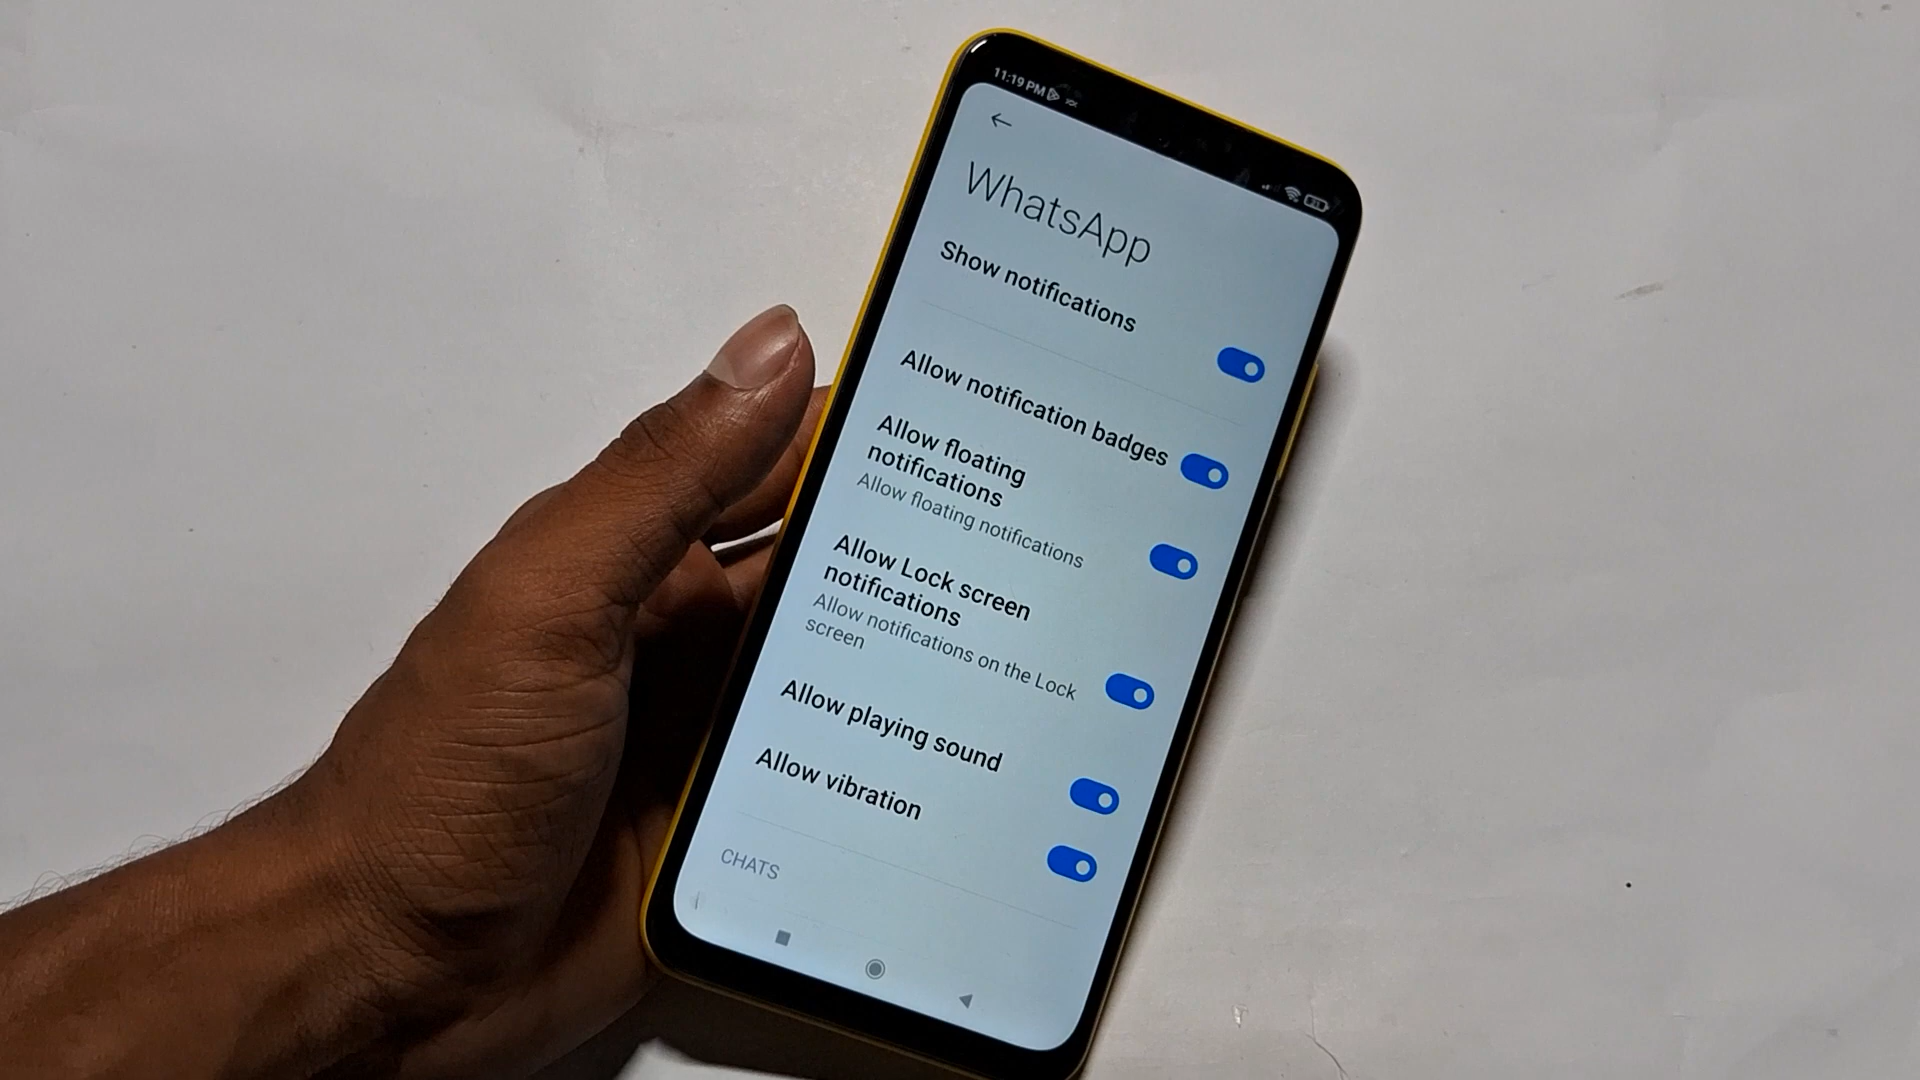 11:19 PM
21
WhatsApp
Show notifications
Allow notification badges
Allow floating
notifications
Allow floating notifications
Allow Lock screen
notifications
Allow notifications on the Lock
screen
Allow playing sound
Allow vibration
CHATS